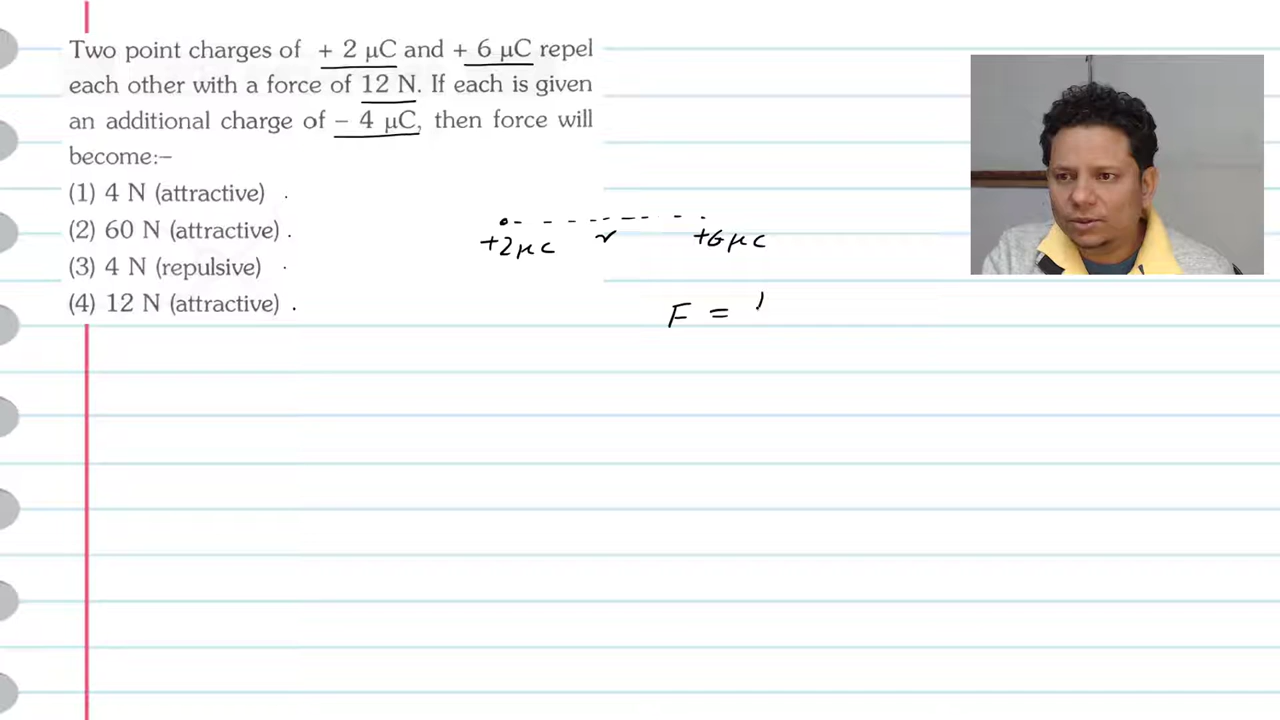 Two point charges of + 2 μC and + 6 μC repel
each other with a force of 12 N. If each is given
an additional charge of – 4 μC, then force will
become:–
(1) 4 N (attractive)
(2) 60 N (attractive)
(3) 4 N (repulsive)
(4) 12 N (attractive)
+2μc r +6μc
F =